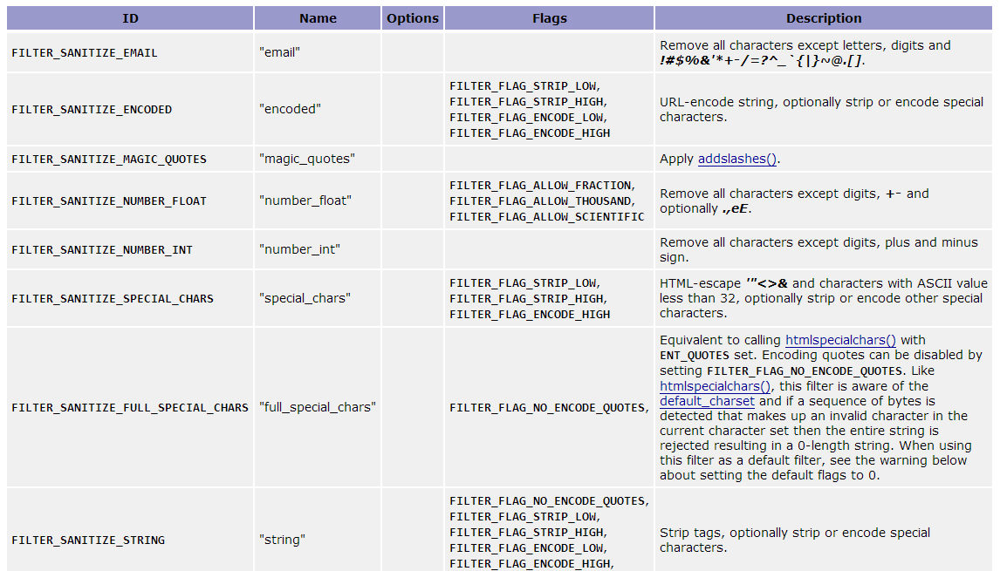 ID Name Options Flags Description
FILTER_SANITIZE_EMAIL "email" Remove all characters except letters, digits and
!#$%&'*+-/=?^_`{|}~@.[].
FILTER_SANITIZE_ENCODED "encoded" FILTER_FLAG_STRIP_LOW,
FILTER_FLAG_STRIP_HIGH,
FILTER_FLAG_ENCODE_LOW,
FILTER_FLAG_ENCODE_HIGH
URL-encode string, optionally strip or encode special
characters.
FILTER_SANITIZE_MAGIC_QUOTES "magic_quotes" Apply addslashes().
FILTER_SANITIZE_NUMBER_FLOAT "number_float" FILTER_FLAG_ALLOW_FRACTION,
FILTER_FLAG_ALLOW_THOUSAND,
FILTER_FLAG_ALLOW_SCIENTIFIC
Remove all characters except digits, +- and
optionally .,eE.
FILTER_SANITIZE_NUMBER_INT "number_int" Remove all characters except digits, plus and minus
sign.
FILTER_SANITIZE_SPECIAL_CHARS "special_chars" FILTER_FLAG_STRIP_LOW,
FILTER_FLAG_STRIP_HIGH,
FILTER_FLAG_ENCODE_HIGH
HTML-escape '"<>& and characters with ASCII value
less than 32, optionally strip or encode other special
characters.
FILTER_SANITIZE_FULL_SPECIAL_CHARS "full_special_chars" FILTER_FLAG_NO_ENCODE_QUOTES,
Equivalent to calling htmlspecialchars() with
ENT_QUOTES set. Encoding quotes can be disabled by
setting FILTER_FLAG_NO_ENCODE_QUOTES. Like
htmlspecialchars(), this filter is aware of the
default_charset and if a sequence of bytes is
detected that makes up an invalid character in the
current character set then the entire string is
rejected resulting in a 0-length string. When using
this filter as a default filter, see the warning below
about setting the default flags to 0.
FILTER_SANITIZE_STRING "string" FILTER_FLAG_NO_ENCODE_QUOTES,
FILTER_FLAG_STRIP_LOW,
FILTER_FLAG_STRIP_HIGH,
FILTER_FLAG_ENCODE_LOW,
FILTER_FLAG_ENCODE_HIGH,
Strip tags, optionally strip or encode special
characters.